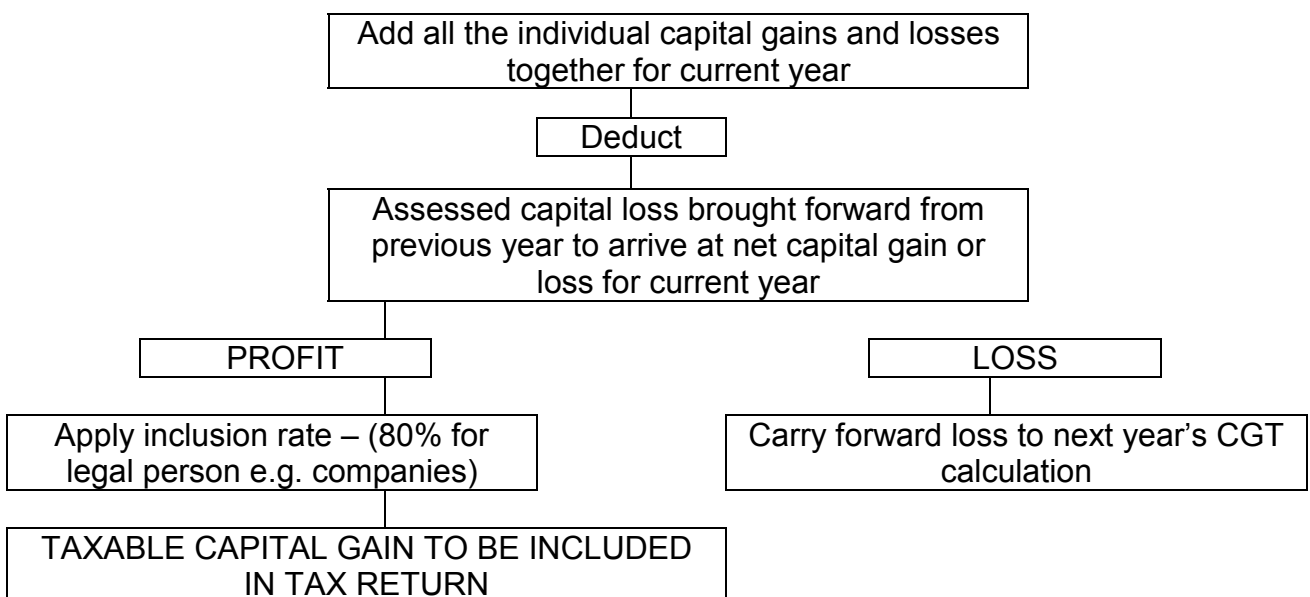 Add all the individual capital gains and losses
together for current year
Deduct
Assessed capital loss brought forward from
previous year to arrive at net capital gain or
loss for current year
PROFIT
LOSS
Apply inclusion rate – (80% for
legal person e.g. companies)
Carry forward loss to next year’s CGT
calculation
TAXABLE CAPITAL GAIN TO BE INCLUDED
IN TAX RETURN